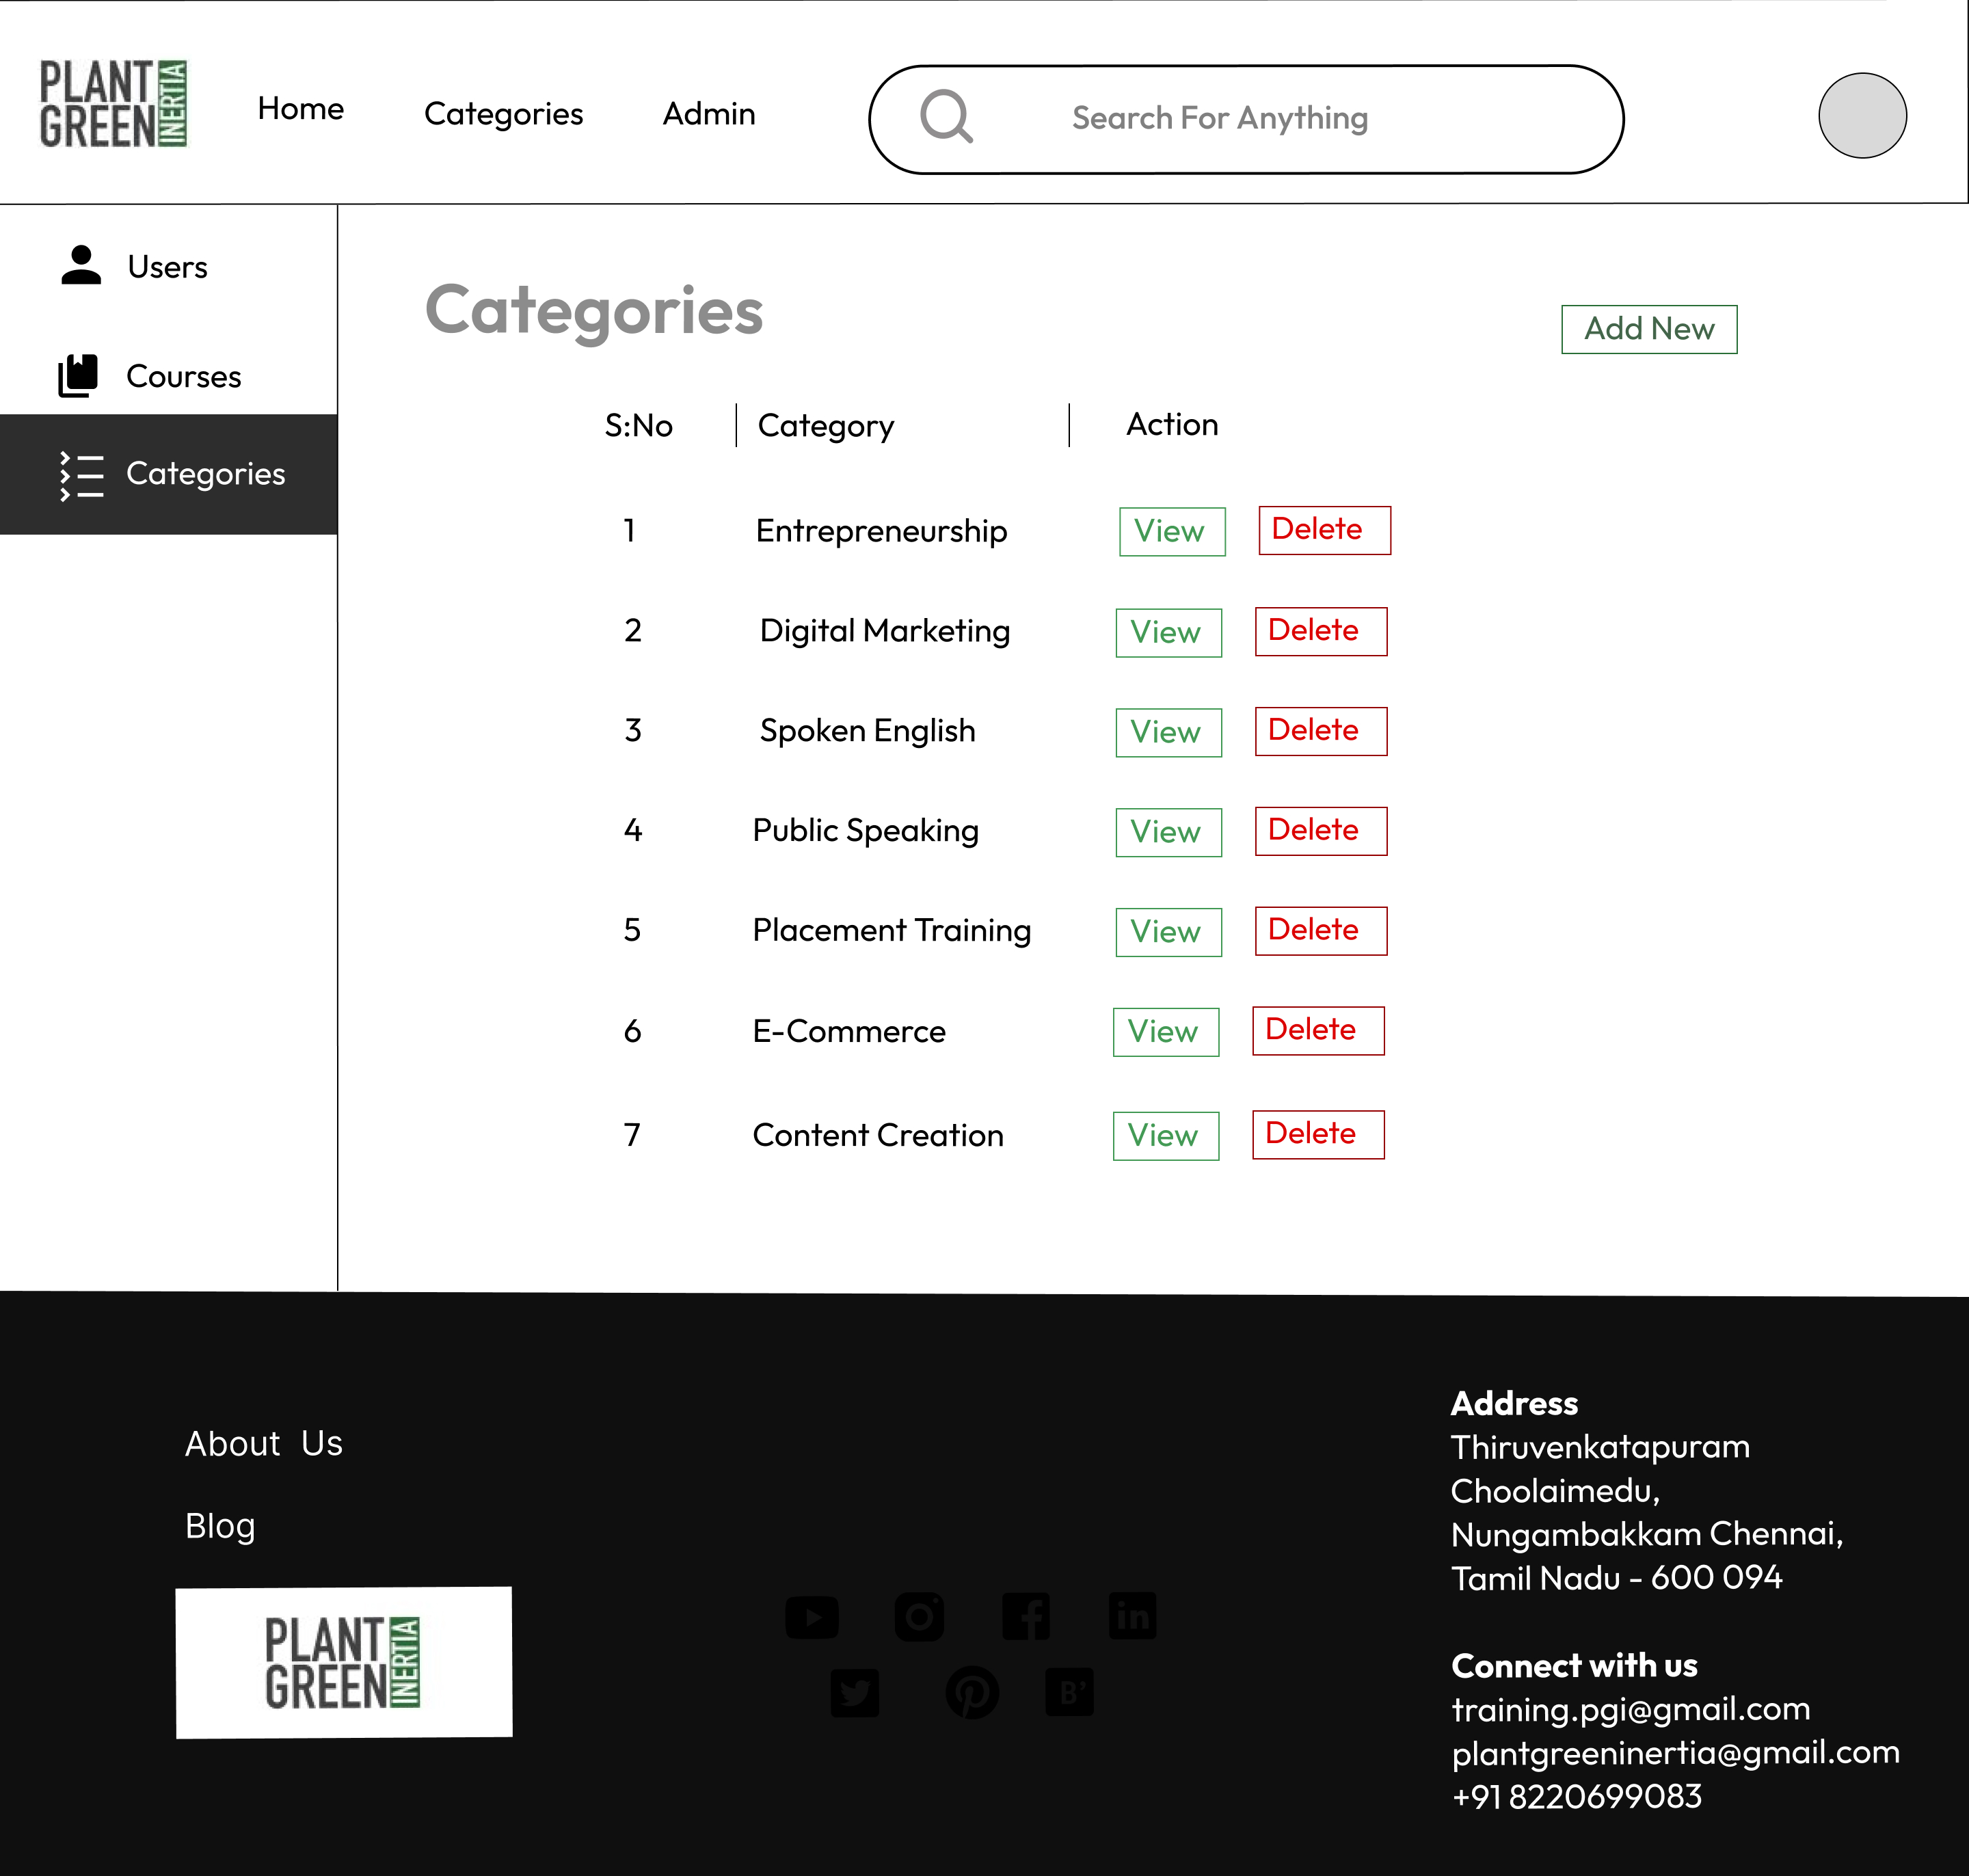 PLANT
GREEN
INERTIA
Home
Categories
Admin
Search For Anything
Users
Courses
Categories
Categories
Add New
S:No Category Action
1 Entrepreneurship View Delete
2 Digital Marketing View Delete
3 Spoken English View Delete
4 Public Speaking View Delete
5 Placement Training View Delete
6 E-Commerce View Delete
7 Content Creation View Delete
About Us
Blog
PLANT
GREEN
INERTIA
in
B’
Address
Thiruvenkatapuram
Choolaimedu,
Nungambakkam Chennai,
Tamil Nadu - 600 094
Connect with us
training.pgi@gmail.com
plantgreeninertia@gmail.com
+91 8220699083